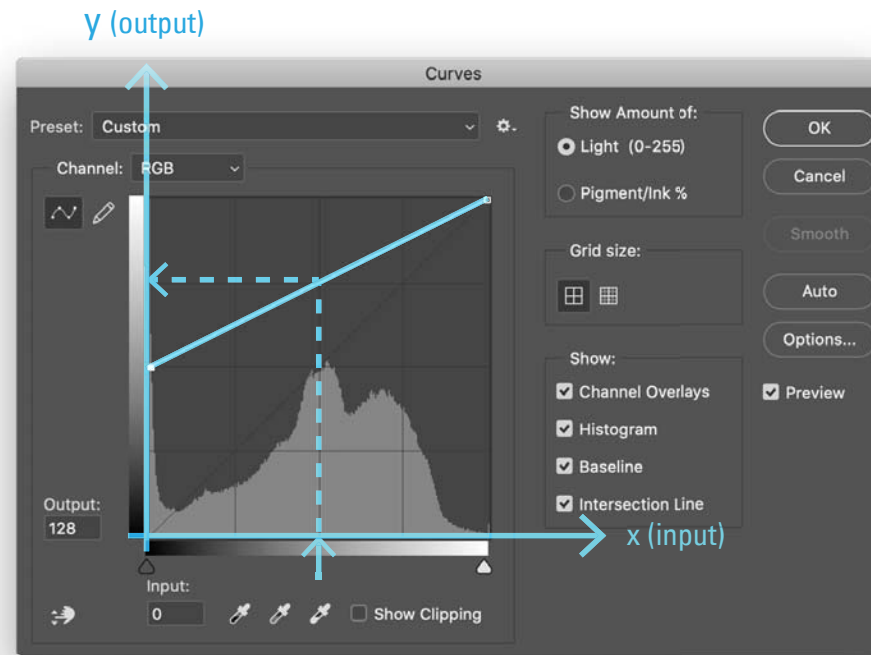 y (output)
Curves
Preset: Custom
Channel: RGB
Output:
128
Input:
0
Show Clipping
x (input)
Show Amount of:
Light (0-255)
Pigment/Ink %
Grid size:
Show:
Channel Overlays
Histogram
Baseline
Intersection Line
OK
Cancel
Smooth
Auto
Options...
Preview